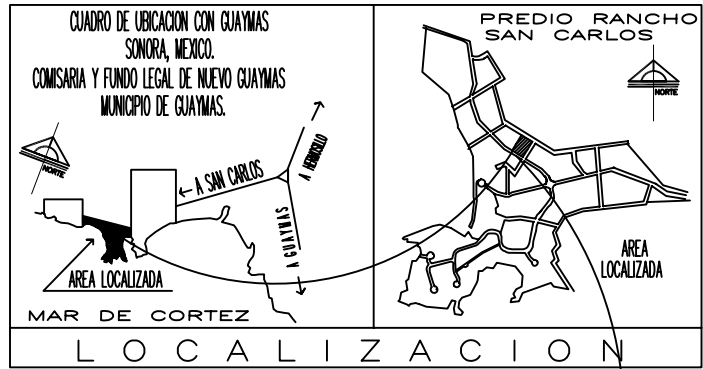 CUADRO DE UBICACION CON GUAYMAS
SONORA, MEXICO.
COMISARIA Y FUNDO LEGAL DE NUEVO GUAYMAS
MUNICIPIO DE GUAYMAS.
NORTE
A SAN CARLOS
A HERMOSILLO
A GUAYMAS
AREA LOCALIZADA
MAR DE CORTEZ
PREDIO RANCHO
SAN CARLOS
NORTE
AREA
LOCALIZADA
LOCALIZACION